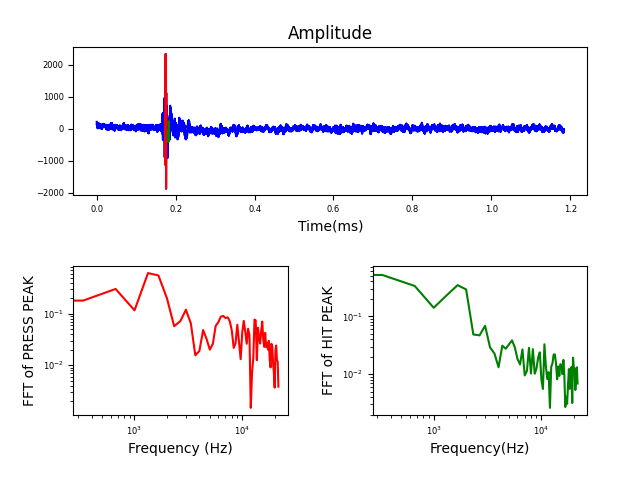 Amplitude
2000
1000
0
−1000
−2000
0.0 0.2 0.4 0.6 0.8 1.0 1.2
Time(ms)
FFT of PRESS PEAK
10⁻¹
10⁻²
10³ 10⁴
Frequency (Hz)
FFT of HIT PEAK
10⁻¹
10⁻²
10³ 10⁴
Frequency(Hz)